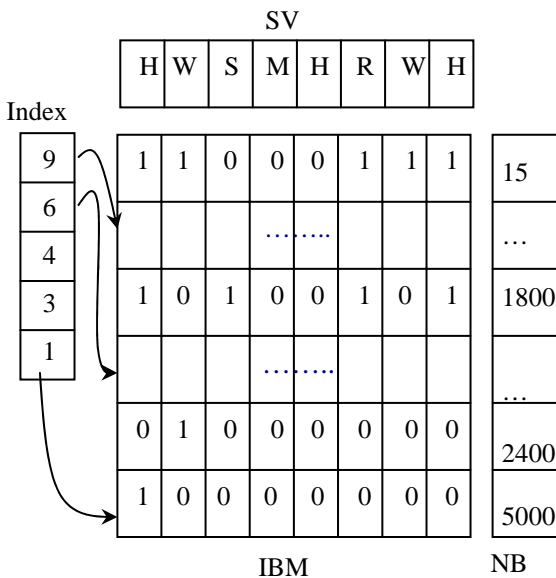 SV
H W S M H R W H
Index
9
6
4
3
1
1 1 0 0 0 1 1 1
15
........
...
1 0 1 0 0 1 0 1
1800
.........
...
0 1 0 0 0 0 0 0
2400
1 0 0 0 0 0 0 0
5000
IBM
NB